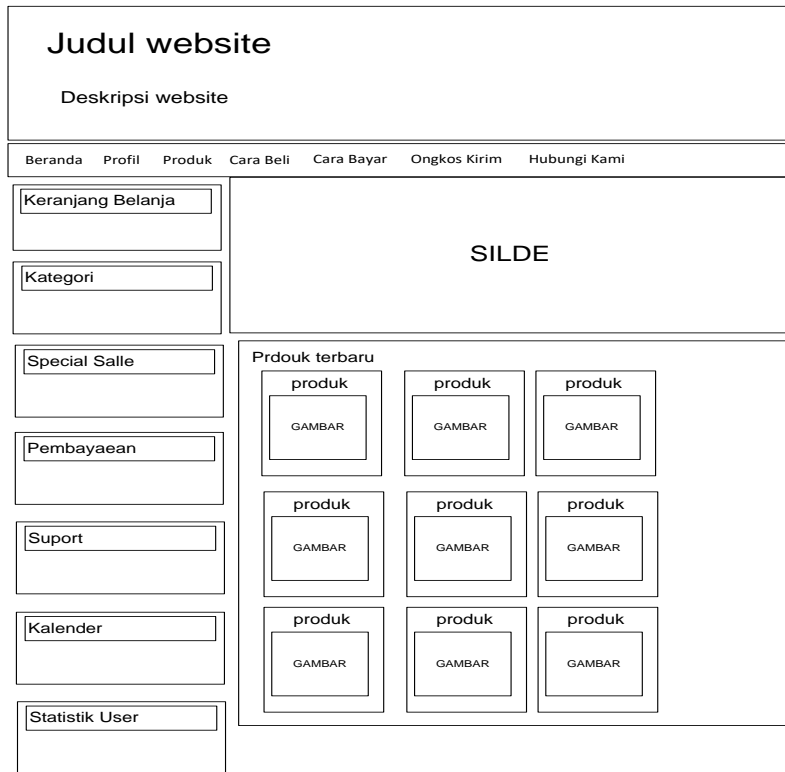 Judul website
Deskripsi website
Beranda Profil Produk Cara Beli Cara Bayar Ongkos Kirim Hubungi Kami
Keranjang Belanja
Kategori
Special Salle
Pembayaean
Suport
Kalender
Statistik User
SILDE
Prdouk terbaru
produk produk produk
GAMBAR GAMBAR GAMBAR
produk produk produk
GAMBAR GAMBAR GAMBAR
produk produk produk
GAMBAR GAMBAR GAMBAR